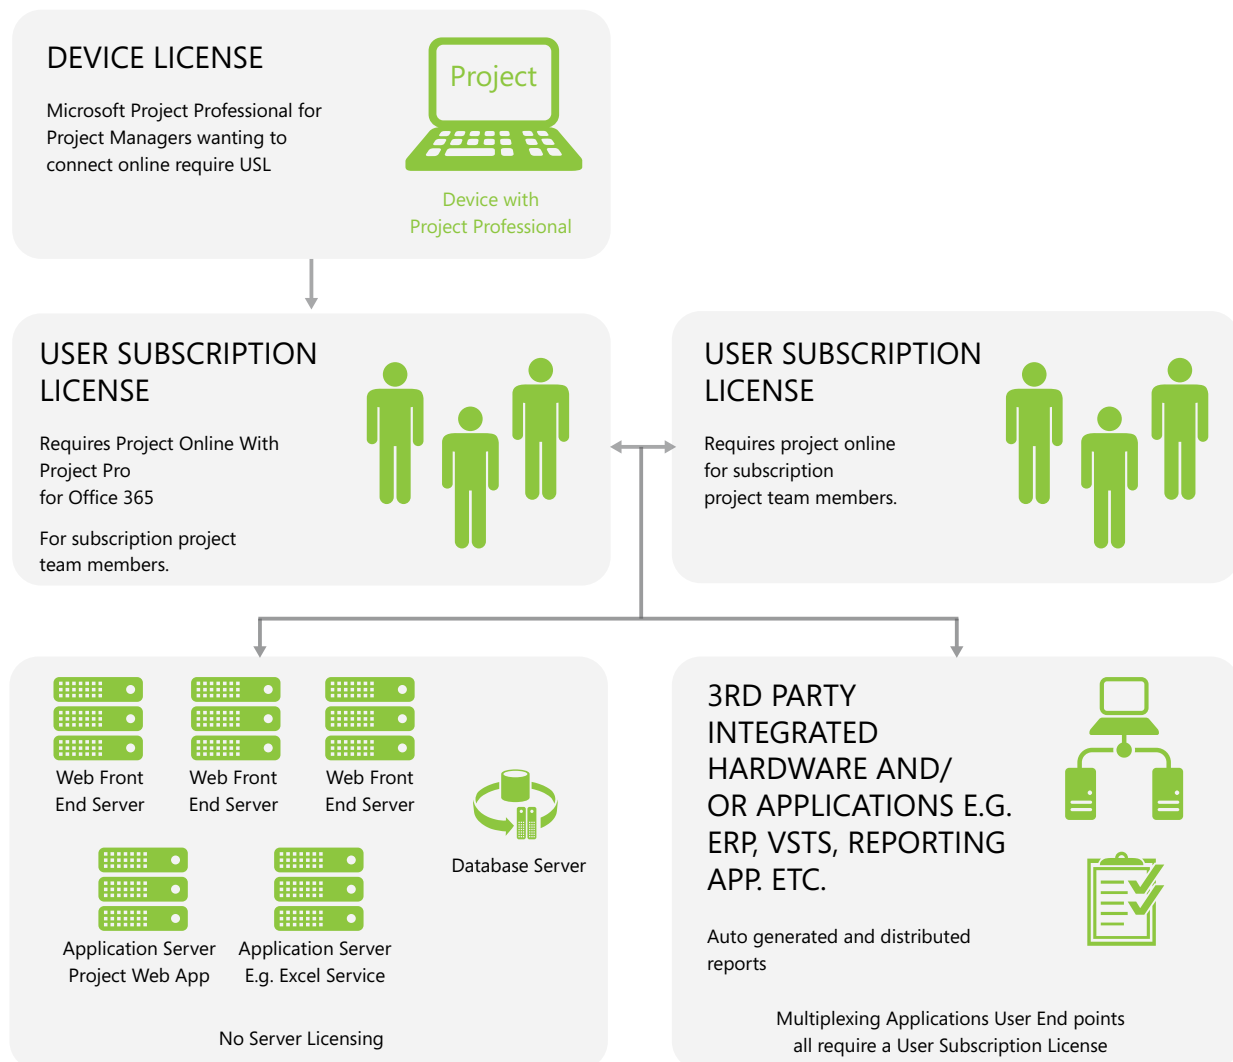 DEVICE LICENSE
Microsoft Project Professional for
Project Managers wanting to
connect online require USL
Project
Device with
Project Professional
USER SUBSCRIPTION
LICENSE
Requires Project Online With
Project Pro
for Office 365
For subscription project
team members.
USER SUBSCRIPTION
LICENSE
Requires project online
for subscription
project team members.
Web Front
End Server
Web Front
End Server
Web Front
End Server
Database Server
Application Server
Project Web App
Application Server
E.g. Excel Service
No Server Licensing
3RD PARTY
INTEGRATED
HARDWARE AND/
OR APPLICATIONS E.G.
ERP, VSTS, REPORTING
APP. ETC.
Auto generated and distributed
reports
Multiplexing Applications User End points
all require a User Subscription License